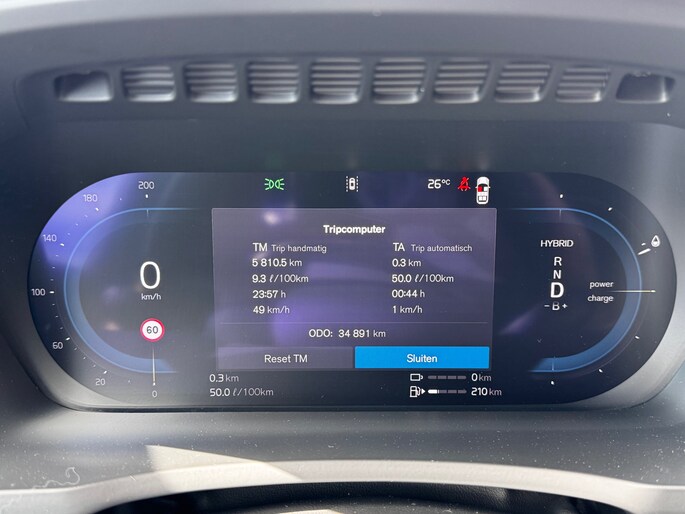 200
180
140
100
60
20
0
0
km/h
60
26°C
Tripcomputer
TM Trip handmatig
5 810.5 km
9.3 ℓ/100km
23:57 h
49 km/h
TA Trip automatisch
0.3 km
50.0 ℓ/100km
00:44 h
1 km/h
ODO: 34 891 km
Reset TM
Sluiten
0.3 km
50.0 ℓ/100km
0 km
210 km
HYBRID
R
N
D
– B +
power
charge